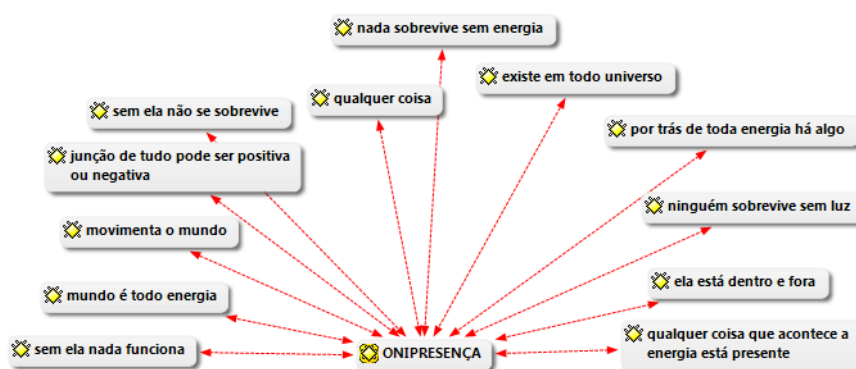 nada sobrevive sem energia
existe em todo universo
qualquer coisa
sem ela não se sobrevive
por trás de toda energia há algo
junção de tudo pode ser positiva
ou negativa
ninguém sobrevive sem luz
movimenta o mundo
ela está dentro e fora
mundo é todo energia
qualquer coisa que acontece a
energia está presente
sem ela nada funciona
ONIPRESENÇA